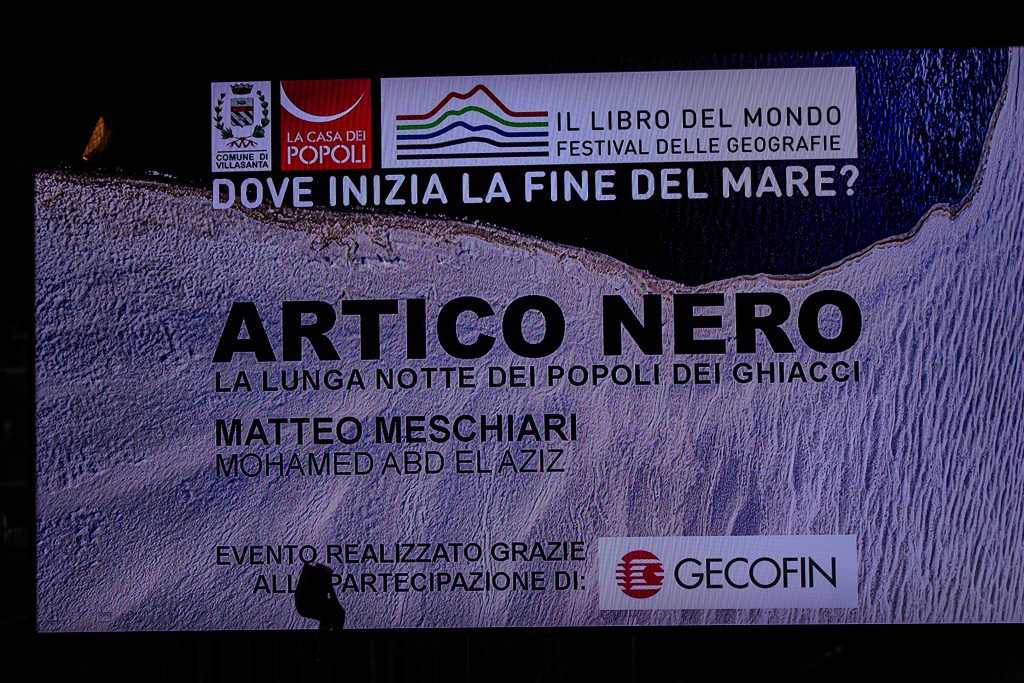 COMUNE DI
VILLASANTA
LA CASA DEI
POPOLI
IL LIBRO DEL MONDO
FESTIVAL DELLE GEOGRAFIE
DOVE INIZIA LA FINE DEL MARE?
ARTICO NERO
LA LUNGA NOTTE DEI POPOLI DEI GHIACCI
MATTEO MESCHIARI
MOHAMED ABD EL AZIZ
EVENTO REALIZZATO GRAZIE
ALLA PARTECIPAZIONE DI:
GECOFIN